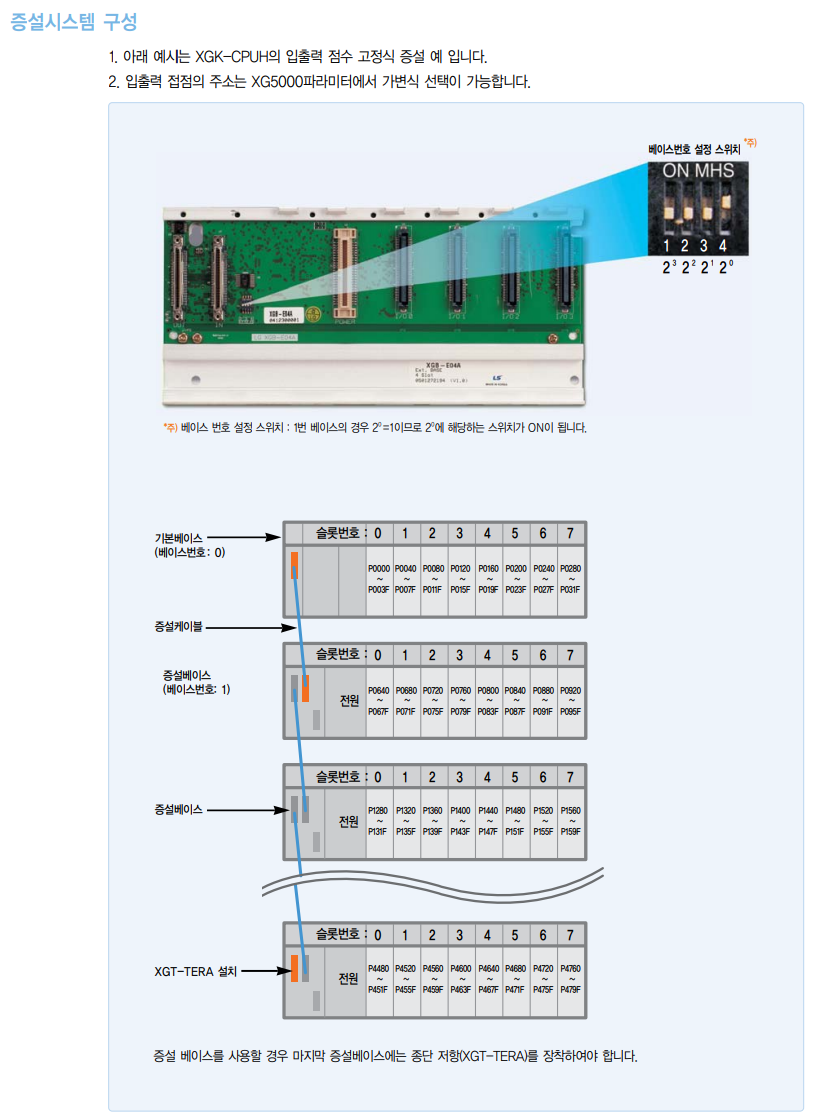 증설시스템 구성
1. 아래 예시는 XGK-CPUH의 입출력 점수 고정식 증설 예 입니다.
2. 입출력 접점의 주소는 XG5000파라미터에서 가변식 선택이 가능합니다.
베이스번호 설정 스위치 *주)
ON MHS
1 2 3 4
2³ 2² 2¹ 2⁰
OUT IN
XGB-E04A
POWER
LS XGB-E04A
XGB-E04A
Ext. BASE
4 Slot
LS
*주) 베이스 번호 설정 스위치 : 1번 베이스의 경우 2⁰=1이므로 2⁰에 해당하는 스위치가 ON이 됩니다.
기본베이스
(베이스번호: 0)
슬롯번호 : 0 1 2 3 4 5 6 7
P0000 P0040 P0080 P0120 P0160 P0200 P0240 P0280
~ ~ ~ ~ ~ ~ ~ ~
P003F P007F P011F P015F P019F P023F P027F P031F
증설케이블
증설베이스
(베이스번호: 1)
슬롯번호 : 0 1 2 3 4 5 6 7
전원
P0640 P0680 P0720 P0760 P0800 P0840 P0880 P0920
~ ~ ~ ~ ~ ~ ~ ~
P067F P071F P075F P079F P083F P087F P091F P095F
증설베이스
슬롯번호 : 0 1 2 3 4 5 6 7
전원
P1280 P1320 P1360 P1400 P1440 P1480 P1520 P1560
~ ~ ~ ~ ~ ~ ~ ~
P131F P135F P139F P143F P147F P151F P155F P159F
XGT-TERA 설치
슬롯번호 : 0 1 2 3 4 5 6 7
전원
P4480 P4520 P4560 P4600 P4640 P4680 P4720 P4760
~ ~ ~ ~ ~ ~ ~ ~
P451F P455F P459F P463F P467F P471F P475F P479F
증설 베이스를 사용할 경우 마지막 증설베이스에는 종단 저항(XGT-TERA)를 장착하여야 합니다.